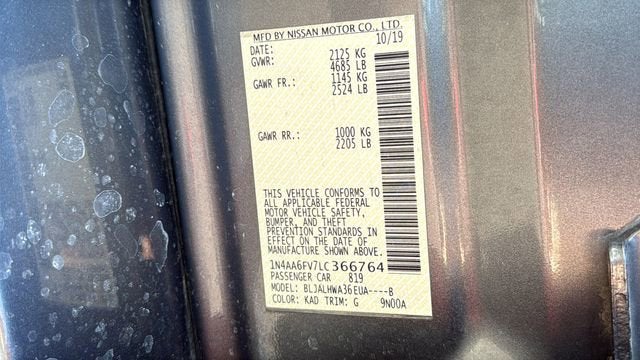 MFD BY NISSAN MOTOR CO., LTD.
DATE: 10/19
GVWR: 2125 KG
4685 LB
GAWR FR.: 1145 KG
2524 LB
GAWR RR.: 1000 KG
2205 LB
THIS VEHICLE CONFORMS TO
ALL APPLICABLE FEDERAL
MOTOR VEHICLE SAFETY,
BUMPER, AND THEFT
PREVENTION STANDARDS IN
EFFECT ON THE DATE OF
MANUFACTURE SHOWN ABOVE.
1N4AA6FV7LC366764
PASSENGER CAR 819
MODEL: BLJALHWA36EUA----B
COLOR: KAD TRIM: G 9N00A